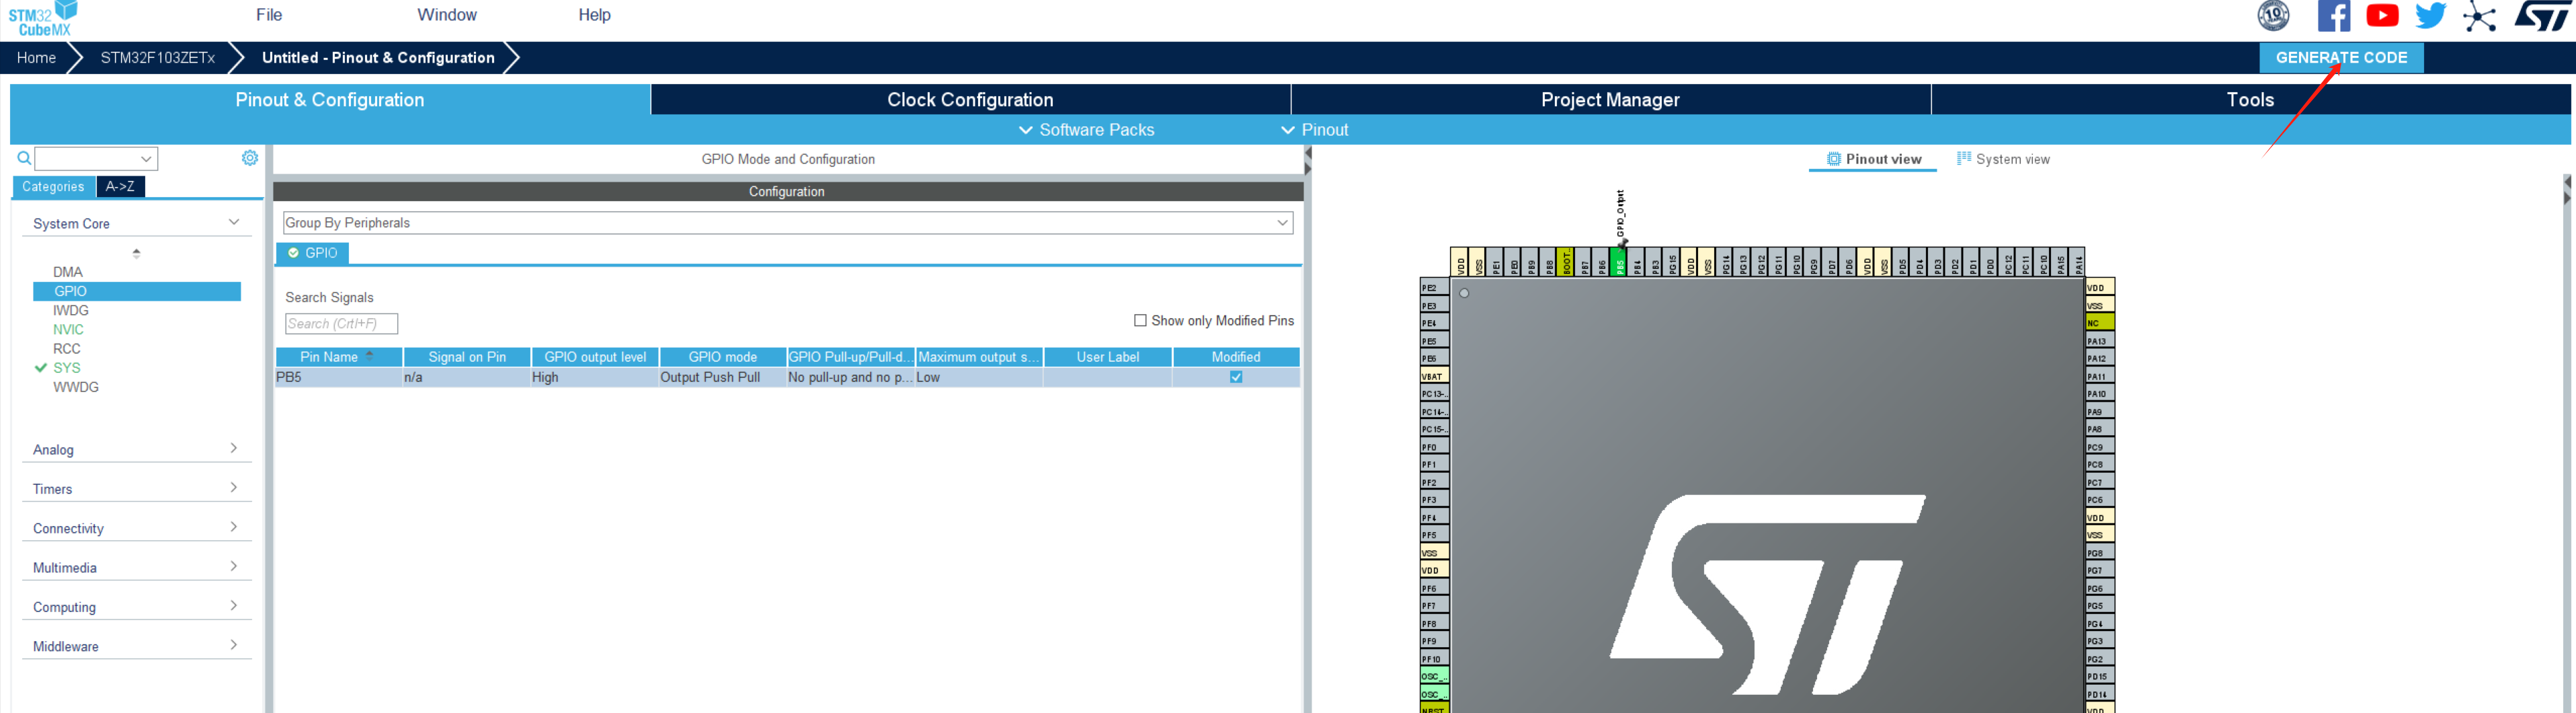 STM32
CubeMX
File
Window
Help
10
Home
STM32F103ZETx
Untitled - Pinout & Configuration
GENERATE CODE
Pinout & Configuration
Clock Configuration
Project Manager
Tools
Software Packs
Pinout
Categories
A->Z
System Core
DMA
GPIO
IWDG
NVIC
RCC
SYS
WWDG
Analog
Timers
Connectivity
Multimedia
Computing
Middleware
GPIO Mode and Configuration
Configuration
Group By Peripherals
GPIO
Search Signals
Search (Crtl+F)
Show only Modified Pins
Pin Name
Signal on Pin
GPIO output level
GPIO mode
GPIO Pull-up/Pull-d...
Maximum output s...
User Label
Modified
PB5
n/a
High
Output Push Pull
No pull-up and no p...
Low
Pinout view
System view
GPIO_Output
VDD
VSS
PE1
PE0
PB9
PB8
BOOT..
PB7
PB6
PB5
PB4
PB3
PG15
VDD
VSS
PG14
PG13
PG12
PG11
PG10
PG9
PD7
PD6
VDD
VSS
PD5
PD4
PD3
PD2
PD1
PD0
PC12
PC11
PC10
PA15
PA14
PE2
PE3
PE4
PE5
PE6
VBAT
PC13-..
PC14-..
PC15-..
PF0
PF1
PF2
PF3
PF4
PF5
VSS
VDD
PF6
PF7
PF8
PF9
PF10
OSC_..
OSC_..
NRST
VDD
VSS
NC
PA13
PA12
PA11
PA10
PA9
PA8
PC9
PC8
PC7
PC6
VDD
VSS
PG8
PG7
PG6
PG5
PG4
PG3
PG2
PD15
PD14
VDD
ST